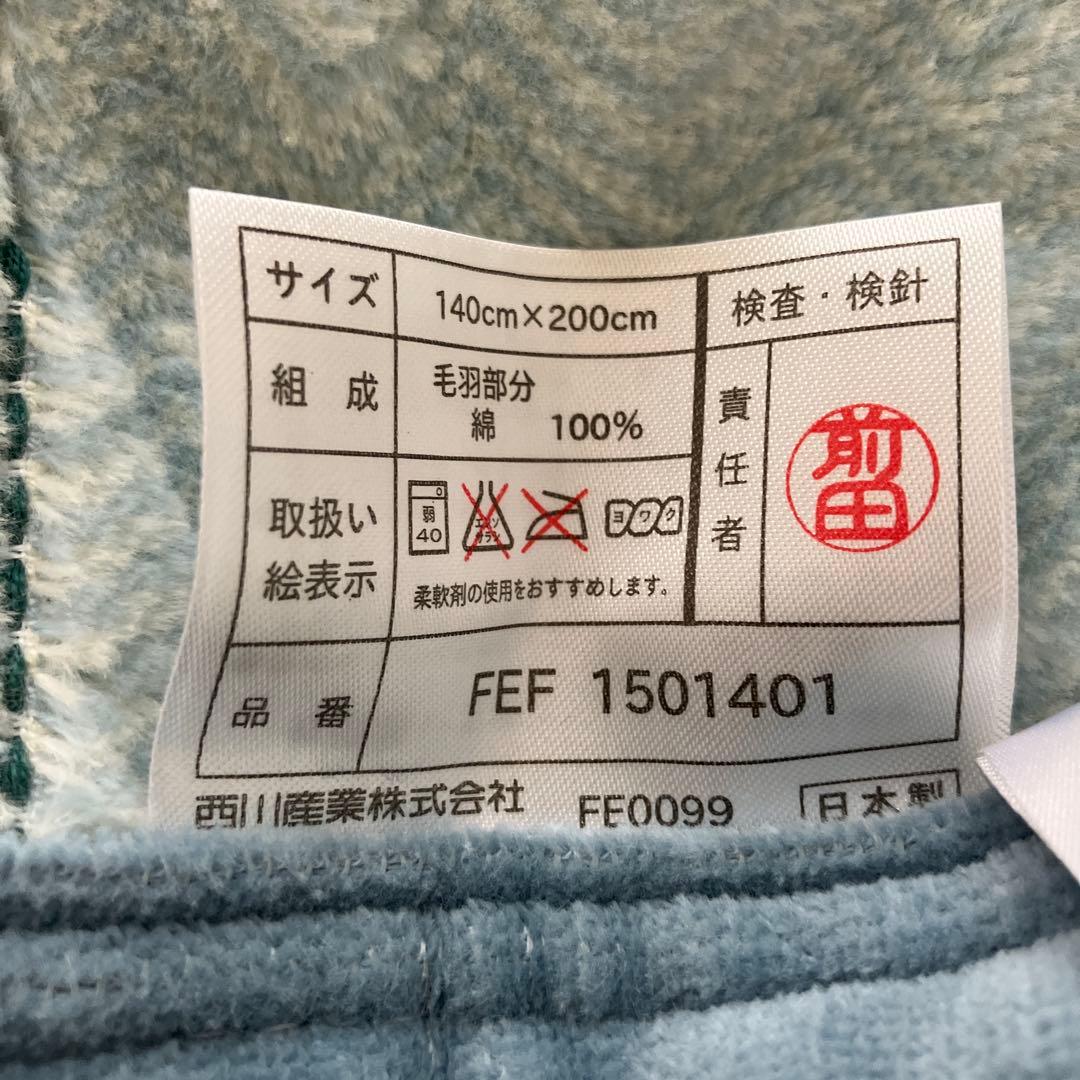 サイズ 140cm×200cm 検査・検針
組成 毛羽部分
綿 100%
責任者 前田
取扱い
絵表示
弱
40
エンソ
サラシ
ヨワク
柔軟剤の使用をおすすめします。
品番 FEF 1501401
西川産業株式会社 FE0099 日本製